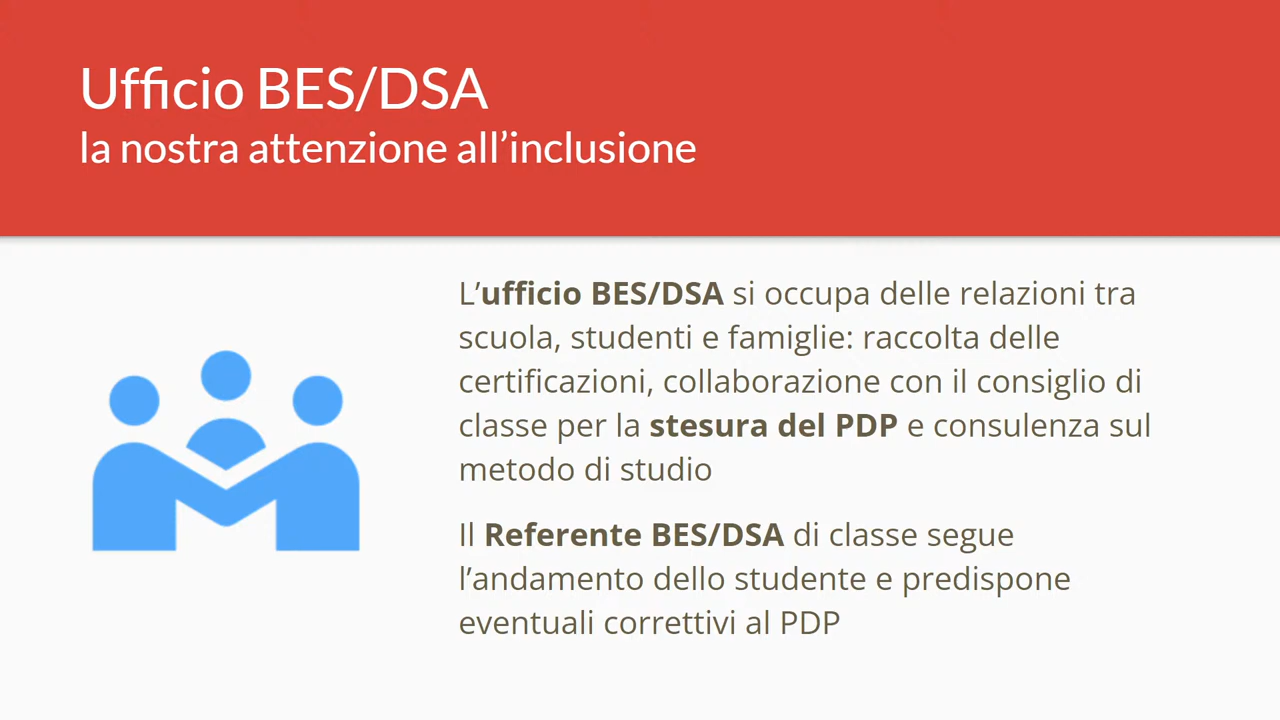 Ufficio BES/DSA
la nostra attenzione all’inclusione
L’ufficio BES/DSA si occupa delle relazioni tra
scuola, studenti e famiglie: raccolta delle
certificazioni, collaborazione con il consiglio di
classe per la stesura del PDP e consulenza sul
metodo di studio
Il Referente BES/DSA di classe segue
l’andamento dello studente e predispone
eventuali correttivi al PDP